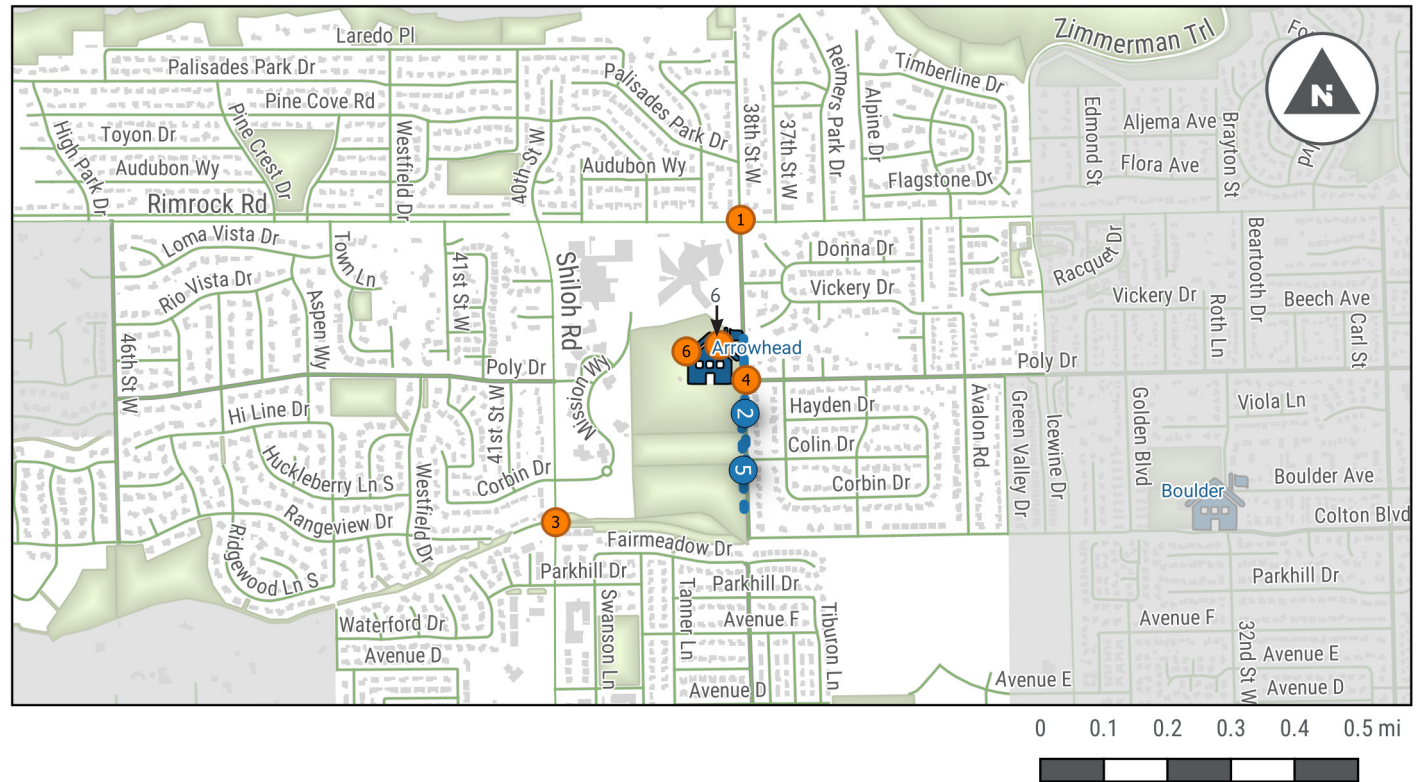 Laredo Pl
Zimmerman Trl
Palisades Park Dr
Palisades Park Dr
Reimers Park Dr
Timberline Dr
N
Pine Cove Rd
Pine Crest Dr
High Park Dr
Toyon Dr
Westfield Dr
40th St W
38th St W
37th St W
Alpine Dr
Edmond St
Aljema Ave
Brayton St
Audubon Wy
Audubon Wy
Flagstone Dr
Flora Ave
Rimrock Rd
1
Loma Vista Dr
Town Ln
41st St W
Shiloh Rd
Donna Dr
Racquet Dr
Beartooth Dr
Rio Vista Dr
Aspen Wy
Vickery Dr
Vickery Dr
Roth Ln
Beech Ave
Carl St
6
46th St W
6
Arrowhead
Poly Dr
Mission Wy
4
Poly Dr
Hi Line Dr
41st St W
2
Hayden Dr
Avalon Rd
Green Valley Dr
Icewine Dr
Golden Blvd
Viola Ln
Huckleberry Ln S
Westfield Dr
Corbin Dr
Colin Dr
5
Corbin Dr
Boulder
Boulder Ave
Rangeview Dr
3
Colton Blvd
Ridgewood Ln S
Fairmeadow Dr
Parkhill Dr
Parkhill Dr
Parkhill Dr
Swanson Ln
Tanner Ln
Tiburon Ln
Waterford Dr
Avenue F
Avenue F
32nd St W
Avenue D
Avenue E
Avenue D
Avenue E
Avenue D
0 0.1 0.2 0.3 0.4 0.5 mi